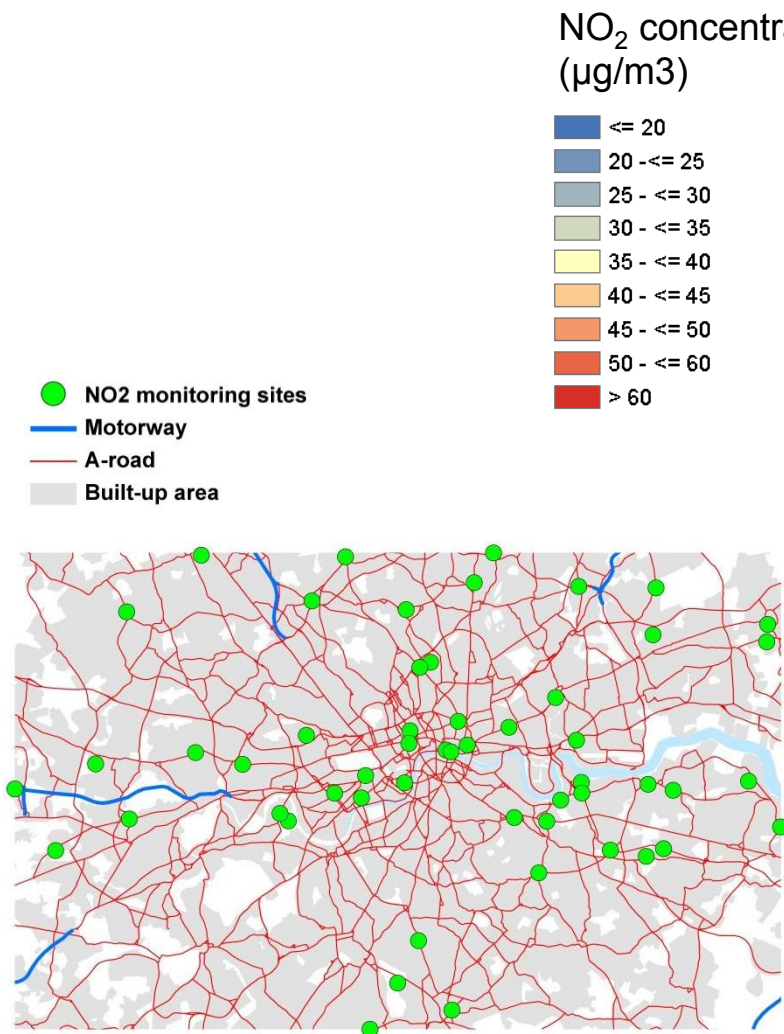 NO₂ concentra
(µg/m3)
<= 20
20 -<= 25
25 - <= 30
30 - <= 35
35 - <= 40
40 - <= 45
45 - <= 50
50 - <= 60
> 60
NO2 monitoring sites
Motorway
A-road
Built-up area